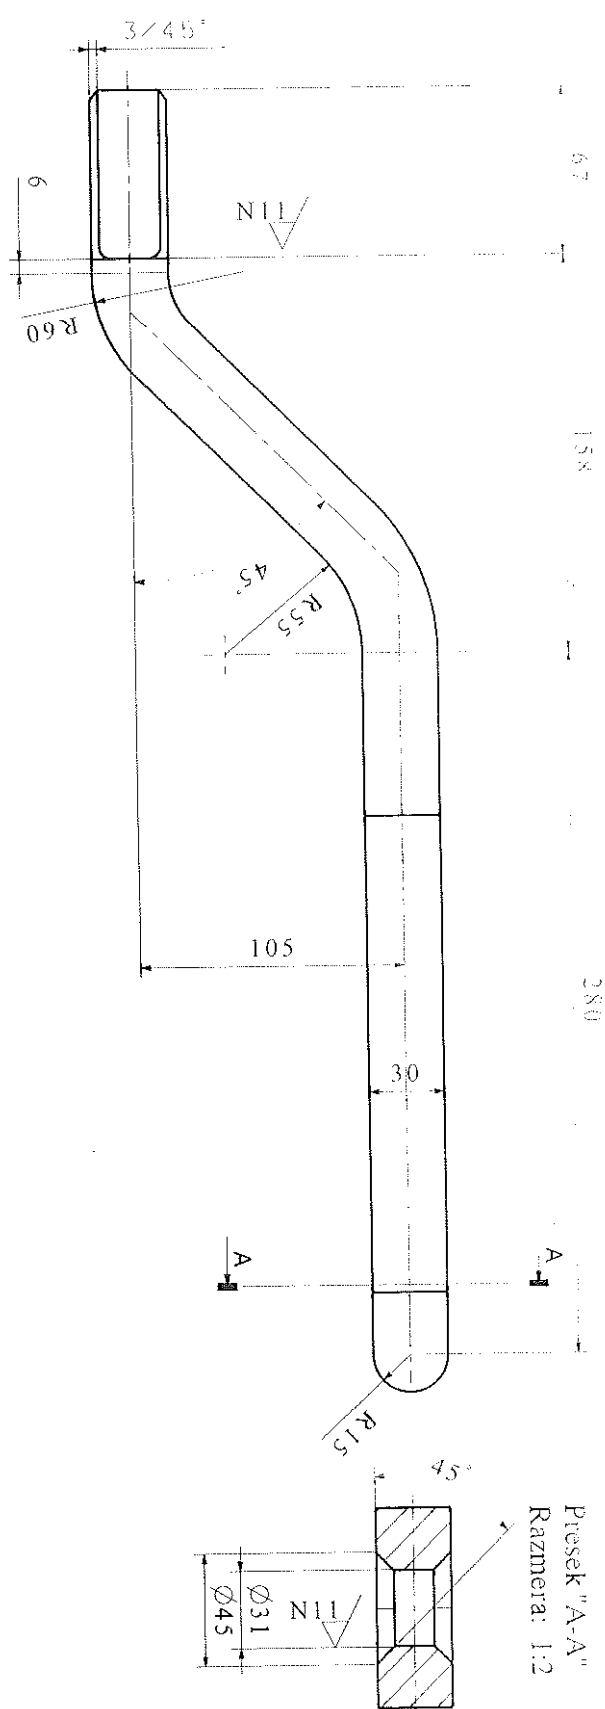 3/45°
67
6
N11
R60
158
45°
R55
105
280
30
A
A
R15
45°
Presek "A-A"
Razmera: 1:2
N11
Ø31
Ø45